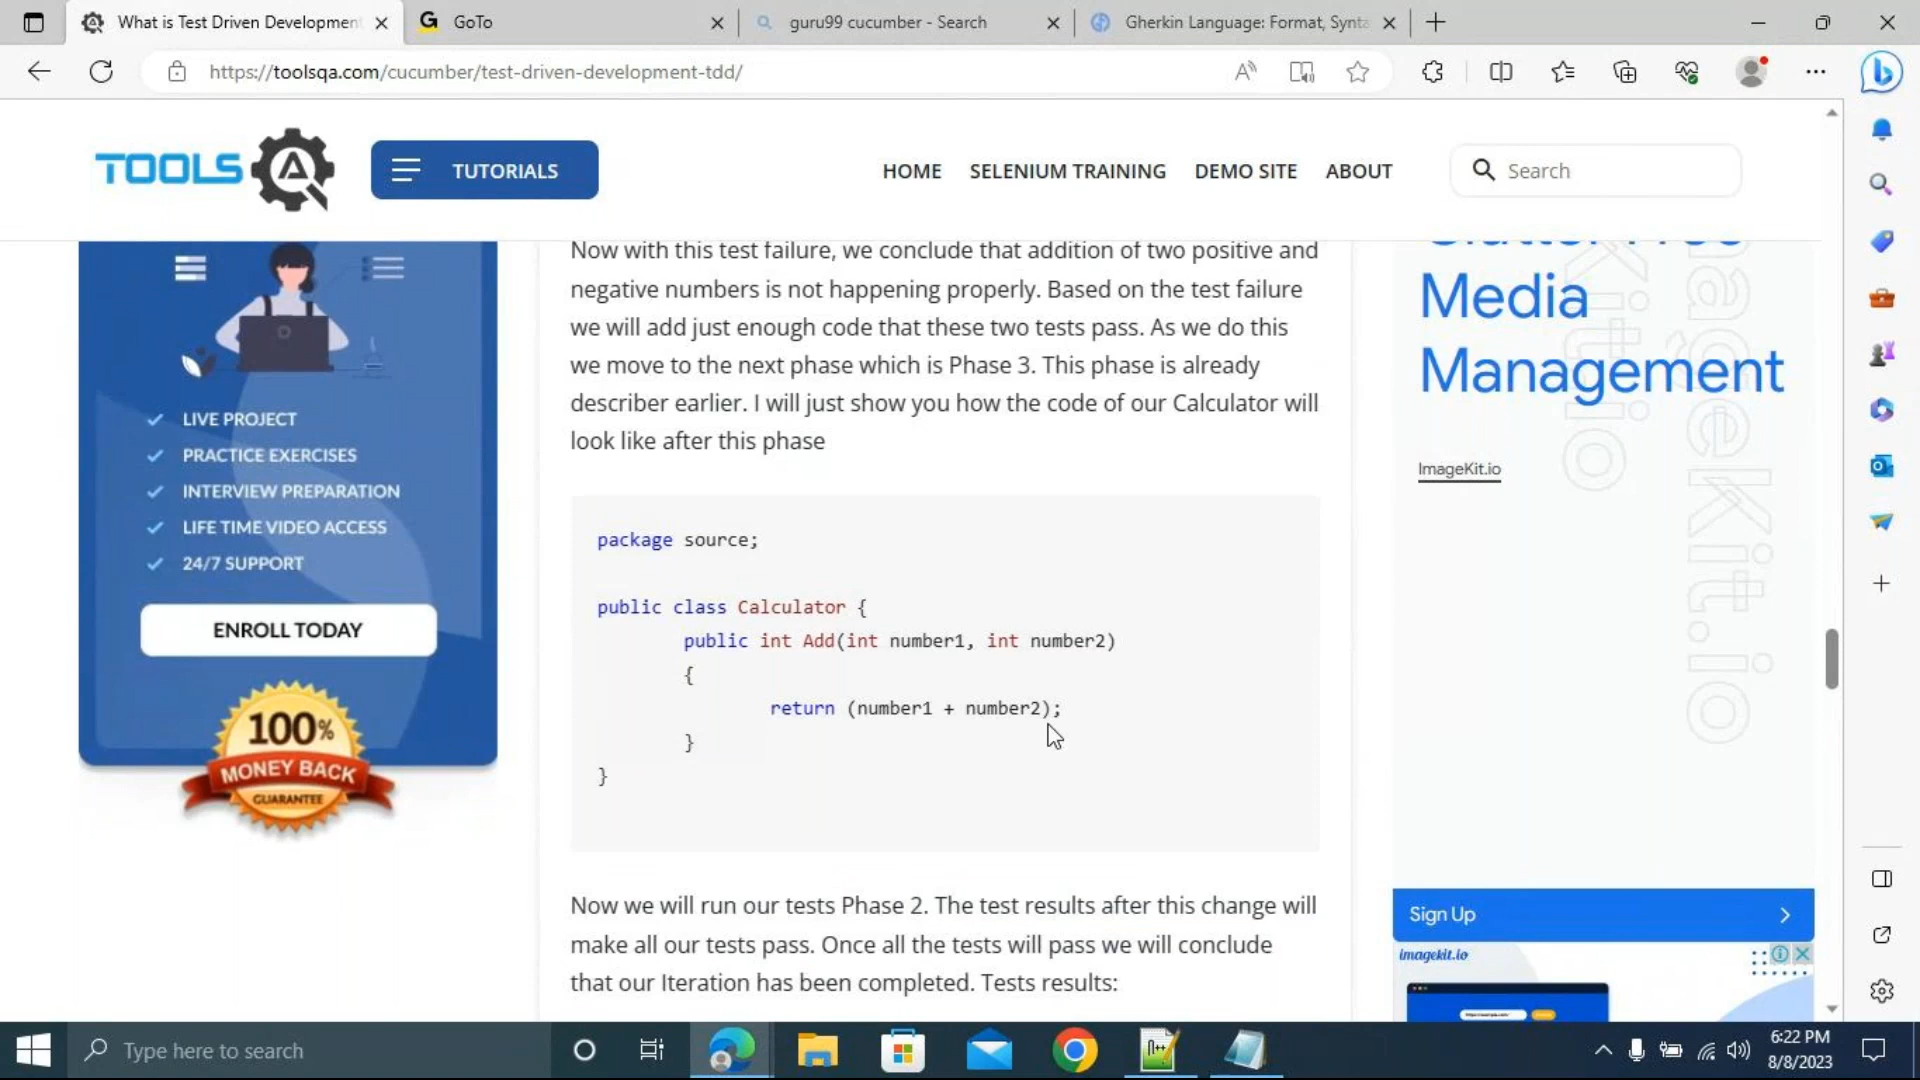 What is Test Driven Development
GoTo
guru99 cucumber - Search
Gherkin Language: Format, Synta
https://toolsqa.com/cucumber/test-driven-development-tdd/
TOOLS QA
TUTORIALS
HOME
SELENIUM TRAINING
DEMO SITE
ABOUT
Search
LIVE PROJECT
PRACTICE EXERCISES
INTERVIEW PREPARATION
LIFE TIME VIDEO ACCESS
24/7 SUPPORT
ENROLL TODAY
100%
MONEY BACK
GUARANTEE
Now with this test failure, we conclude that addition of two positive and
negative numbers is not happening properly. Based on the test failure
we will add just enough code that these two tests pass. As we do this
we move to the next phase which is Phase 3. This phase is already
describer earlier. I will just show you how the code of our Calculator will
look like after this phase
package source;
public class Calculator {
public int Add(int number1, int number2)
{
return (number1 + number2);
}
}
Now we will run our tests Phase 2. The test results after this change will
make all our tests pass. Once all the tests will pass we will conclude
that our Iteration has been completed. Tests results:
Media
Management
ImageKit.io
ImageKit.io
Sign Up
imagekit.io
Type here to search
6:22 PM
8/8/2023